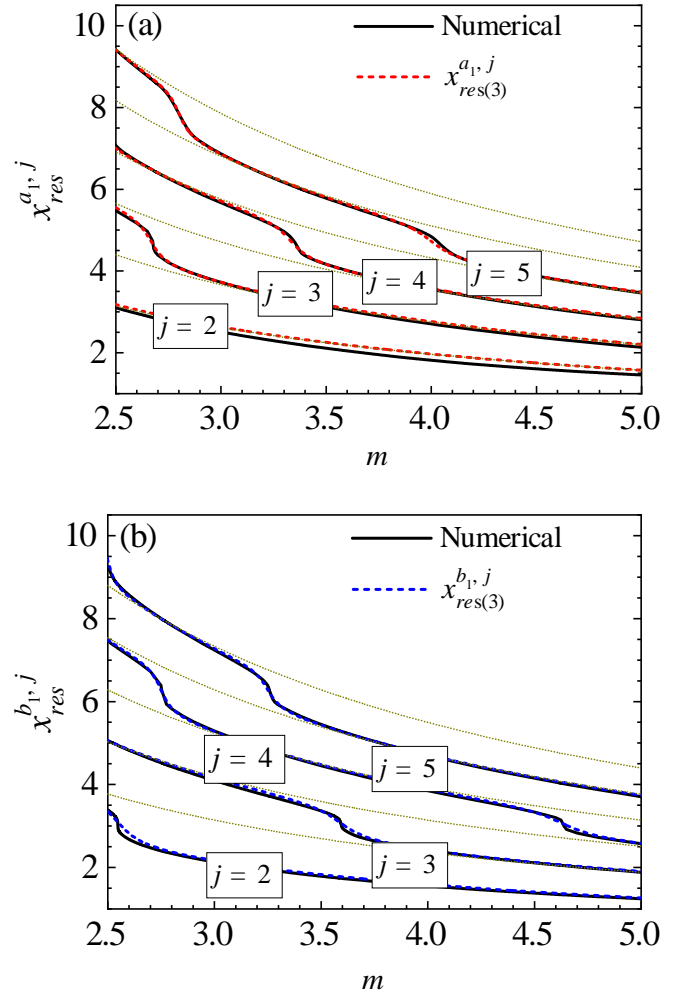 (a)
Numerical
x_{res(3)}^{a_1, j}
10
8
6
4
2
x_{res}^{a_1, j}
j = 2
j = 3
j = 4
j = 5
2.5 3.0 3.5 4.0 4.5 5.0
m
(b)
Numerical
x_{res(3)}^{b_1, j}
10
8
6
4
2
x_{res}^{b_1, j}
j = 4
j = 5
j = 2
j = 3
2.5 3.0 3.5 4.0 4.5 5.0
m